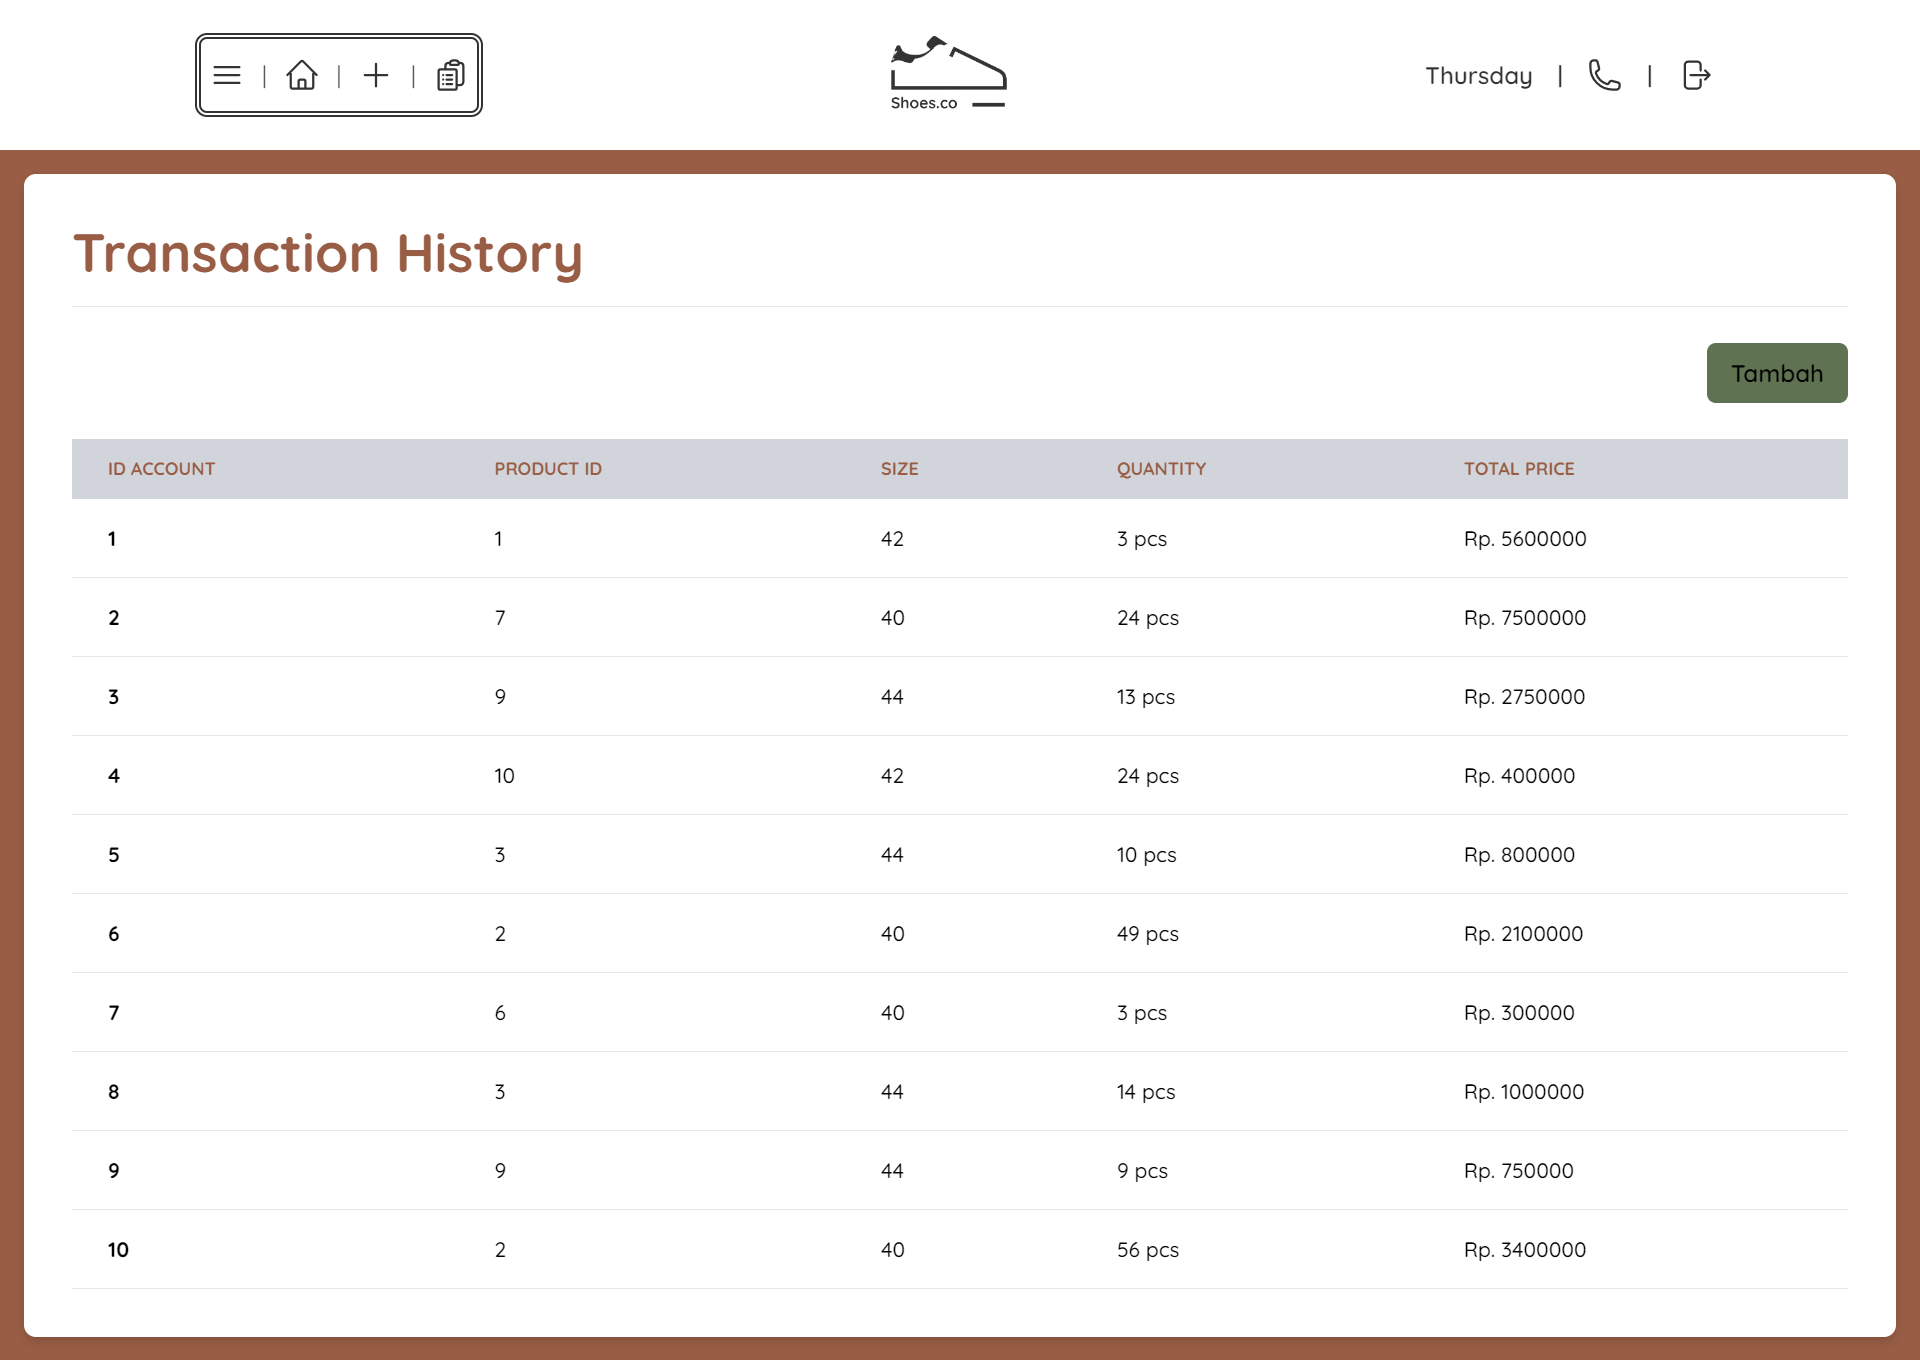 Thursday
Shoes.co
Transaction History
Tambah
ID ACCOUNT PRODUCT ID SIZE QUANTITY TOTAL PRICE
1 1 42 3 pcs Rp. 5600000
2 7 40 24 pcs Rp. 7500000
3 9 44 13 pcs Rp. 2750000
4 10 42 24 pcs Rp. 400000
5 3 44 10 pcs Rp. 800000
6 2 40 49 pcs Rp. 2100000
7 6 40 3 pcs Rp. 300000
8 3 44 14 pcs Rp. 1000000
9 9 44 9 pcs Rp. 750000
10 2 40 56 pcs Rp. 3400000